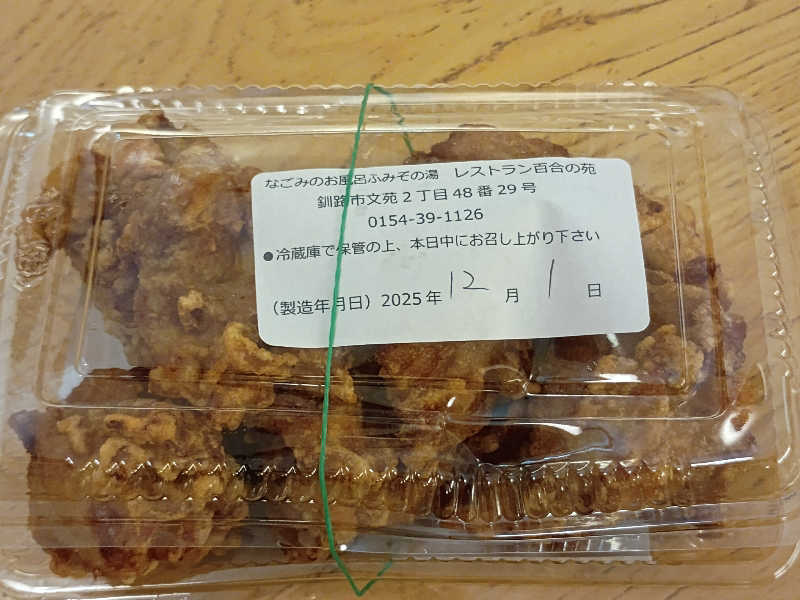 なごみのお風呂ふみぞの湯　レストラン百合の苑
釧路市文苑２丁目48番29号
0154-39-1126
●冷蔵庫で保管の上、本日中にお召し上がり下さい
（製造年月日）2025年 12 月 1 日